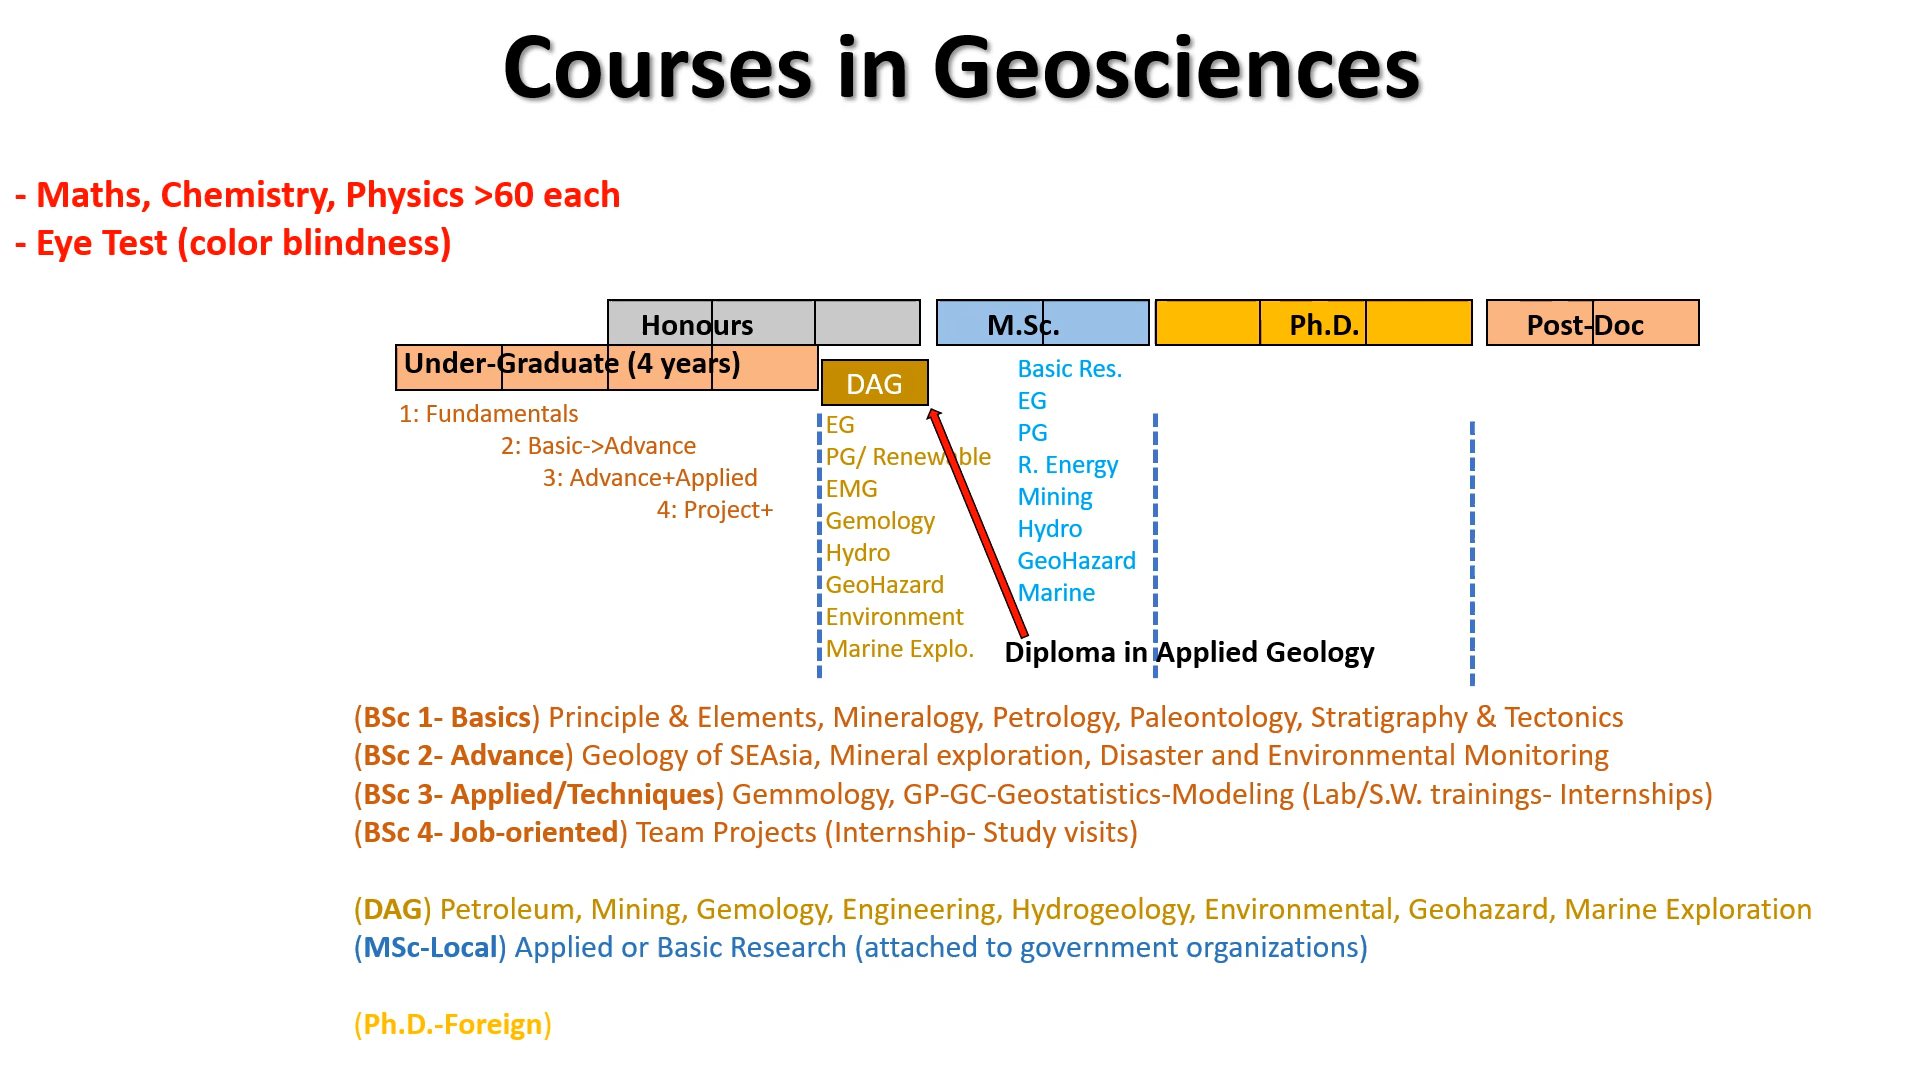 Courses in Geosciences
- Maths, Chemistry, Physics >60 each
- Eye Test (color blindness)
Honours
M.Sc.
Ph.D.
Post-Doc
Under-Graduate (4 years)
DAG
1: Fundamentals
2: Basic->Advance
3: Advance+Applied
4: Project+
EG
PG/ Renewable
EMG
Gemology
Hydro
GeoHazard
Environment
Marine Explo.
Basic Res.
EG
PG
R. Energy
Mining
Hydro
GeoHazard
Marine
Diploma in Applied Geology
(BSc 1- Basics) Principle & Elements, Mineralogy, Petrology, Paleontology, Stratigraphy & Tectonics
(BSc 2- Advance) Geology of SEAsia, Mineral exploration, Disaster and Environmental Monitoring
(BSc 3- Applied/Techniques) Gemmology, GP-GC-Geostatistics-Modeling (Lab/S.W. trainings- Internships)
(BSc 4- Job-oriented) Team Projects (Internship- Study visits)
(DAG) Petroleum, Mining, Gemology, Engineering, Hydrogeology, Environmental, Geohazard, Marine Exploration
(MSc-Local) Applied or Basic Research (attached to government organizations)
(Ph.D.-Foreign)